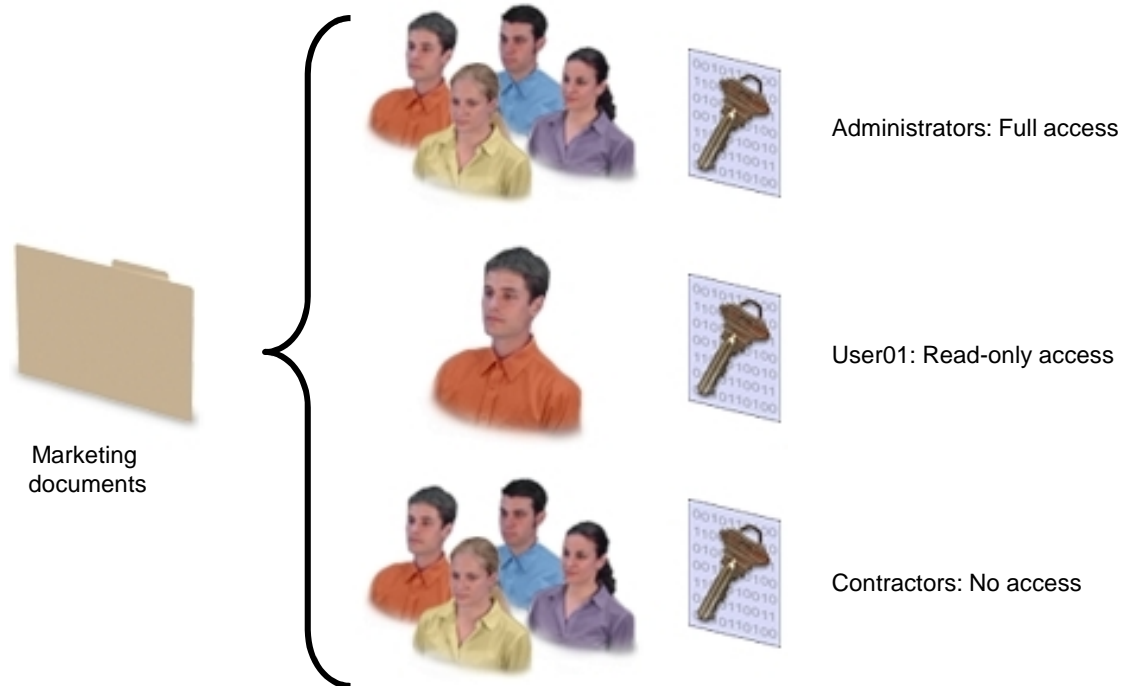 Administrators: Full access
User01: Read-only access
Marketing
documents
Contractors: No access